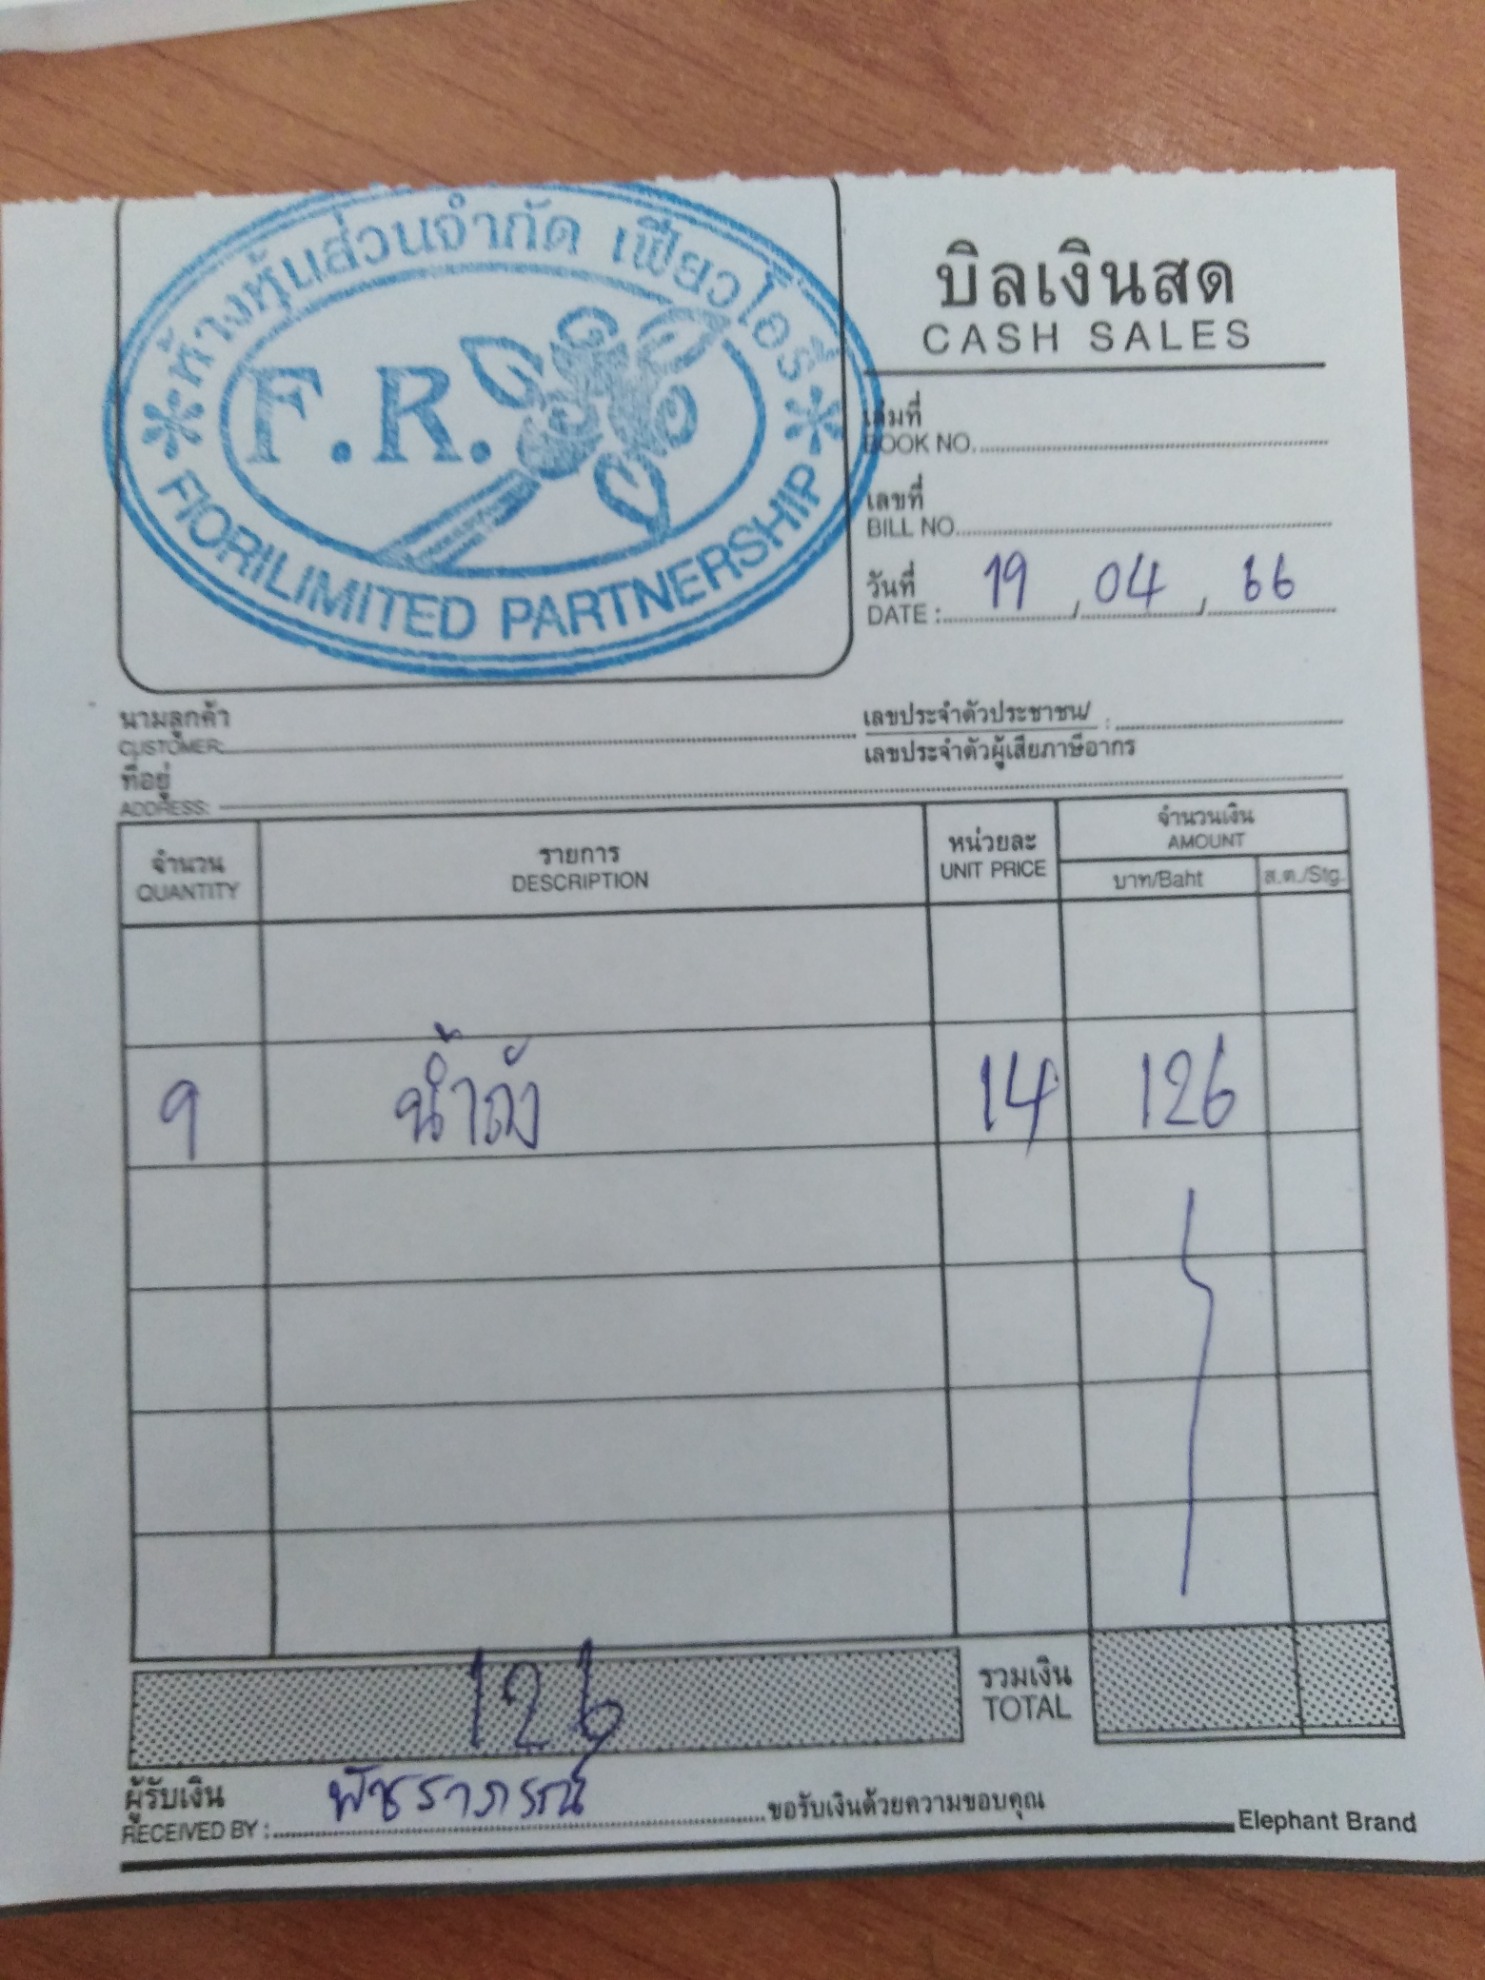 ห้างหุ้นส่วนจำกัด เฟียวโอรี่
F.R.
FIORILIMITED PARTNERSHIP
บิลเงินสด
CASH SALES
เล่มที่
BOOK NO.
เลขที่
BILL NO.
วันที่
DATE : 19 / 04 / 66
นามลูกค้า
CUSTOMER:
เลขประจำตัวประชาชน/ :
เลขประจำตัวผู้เสียภาษีอากร
ที่อยู่
ADDRESS:
จำนวน รายการ หน่วยละ จำนวนเงิน
QUANTITY DESCRIPTION UNIT PRICE AMOUNT
บาท/Baht ส.ต./Stg.
9 น้ำถัง 14 126
126
รวมเงิน
TOTAL
ผู้รับเงิน
RECEIVED BY : พัชราภรณ์ ขอรับเงินด้วยความขอบคุณ
Elephant Brand